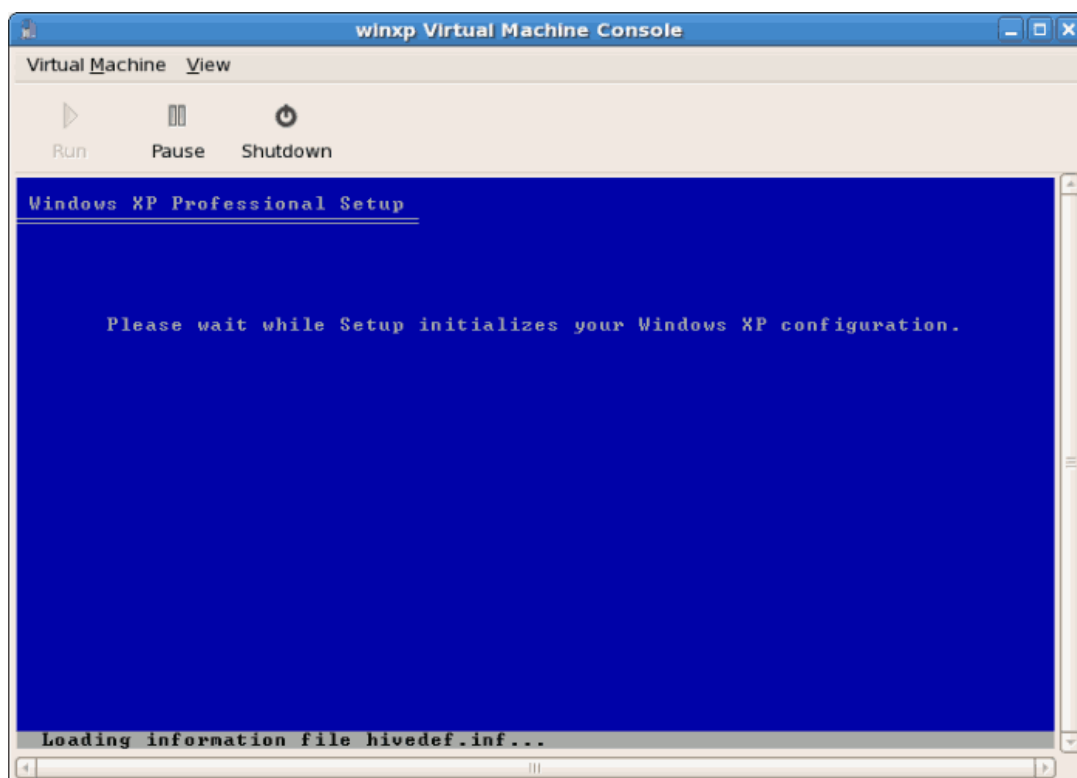 winxp Virtual Machine Console
Virtual Machine View
Run Pause Shutdown
Windows XP Professional Setup
Please wait while Setup initializes your Windows XP configuration.
Loading information file hivedef.inf...